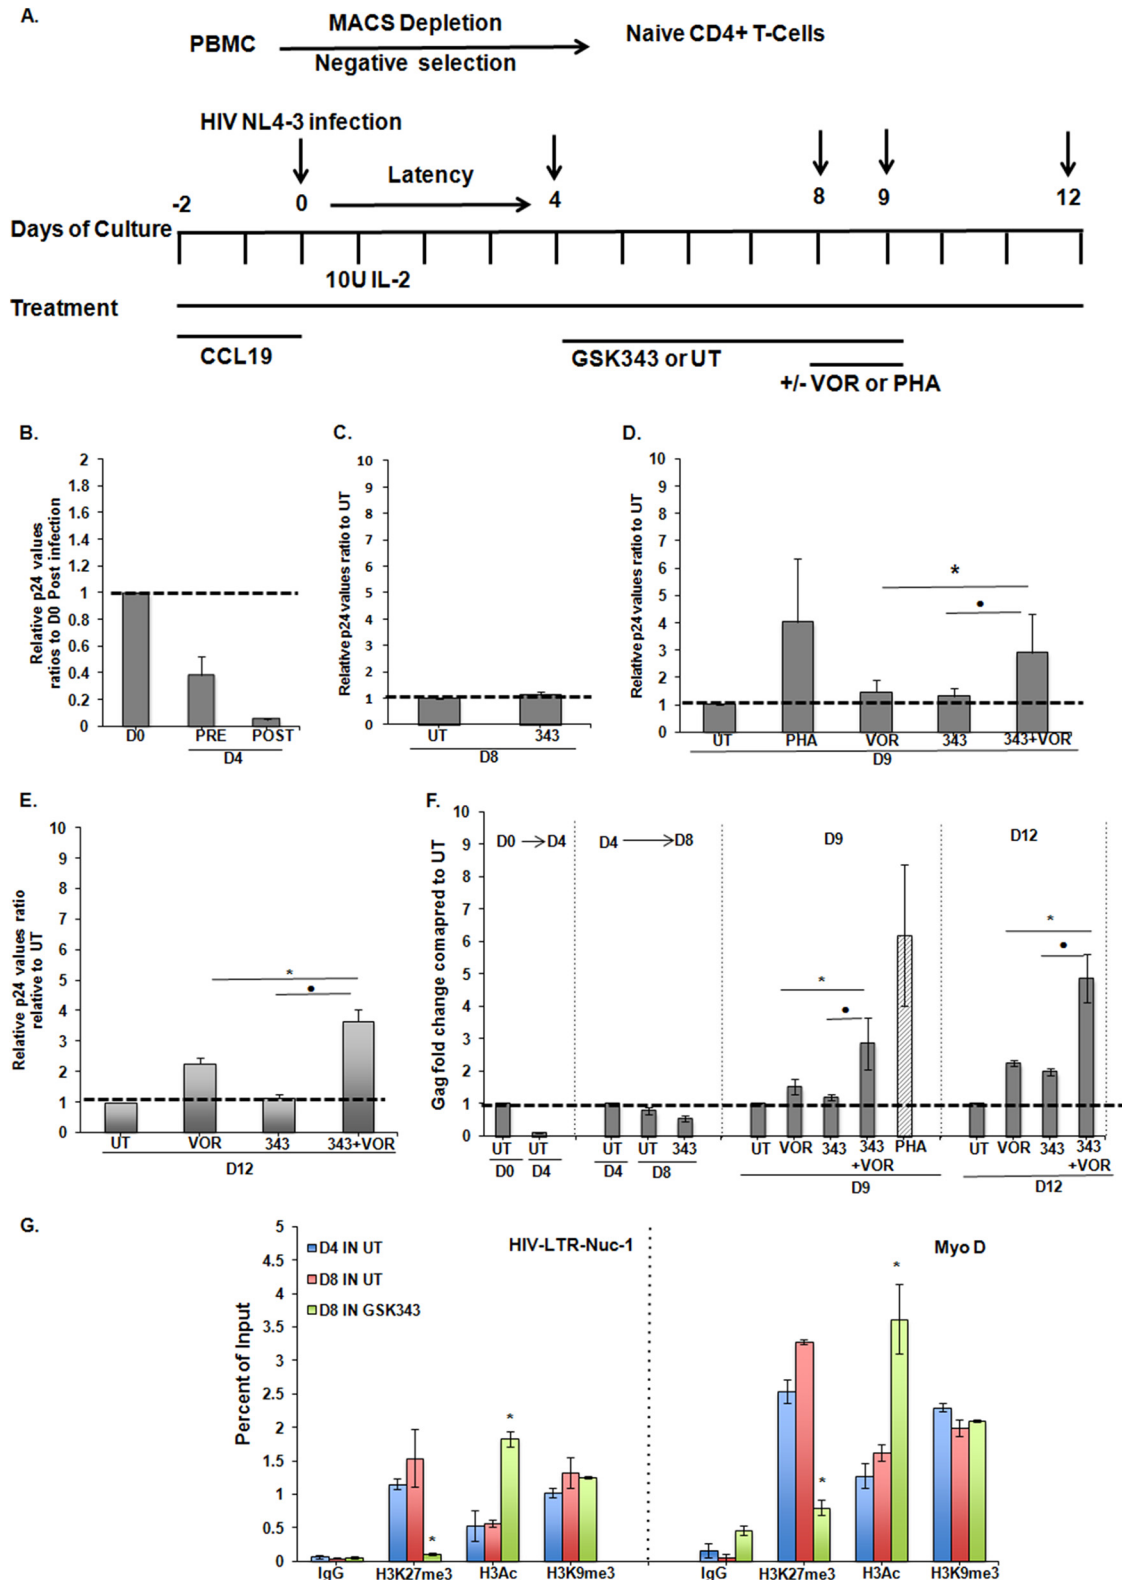 A.
MACS Depletion
PBMC
Naive CD4+ T-Cells
Negative selection
HIV NL4-3 infection
Latency
-2 0 4 8 9 12
Days of Culture
10U IL-2
Treatment
CCL19
GSK343 or UT
+/- VOR or PHA
B.
Relative p24 values
ratios to D0 Post infection
2
1.8
1.6
1.4
1.2
1
0.8
0.6
0.4
0.2
0
D0 PRE POST
D4
C.
Relative p24 values ratio to UT
10
9
8
7
6
5
4
3
2
1
0
UT 343
D8
D.
Relative p24 values ratio to UT
10
9
8
7
6
5
4
3
2
1
0
*
•
UT PHA VOR 343 343+VOR
D9
E.
Relative p24 values ratio
relative to UT
10
9
8
7
6
5
4
3
2
1
0
*
•
UT VOR 343 343+VOR
D12
F.
Gag fold change comapred to UT
10
9
8
7
6
5
4
3
2
1
0
D0 D4
D4 D8
D9
D12
*
•
*
•
UT UT UT UT 343 UT VOR 343 343 PHA UT VOR 343 343
+VOR +VOR
D0 D4 D4 D8 D9 D12
G.
Percent of Input
5
4.5
4
3.5
3
2.5
2
1.5
1
0.5
0
D4 IN UT
D8 IN UT
D8 IN GSK343
HIV-LTR-Nuc-1
Myo D
*
*
*
*
IgG H3K27me3 H3Ac H3K9me3 IgG H3K27me3 H3Ac H3K9me3